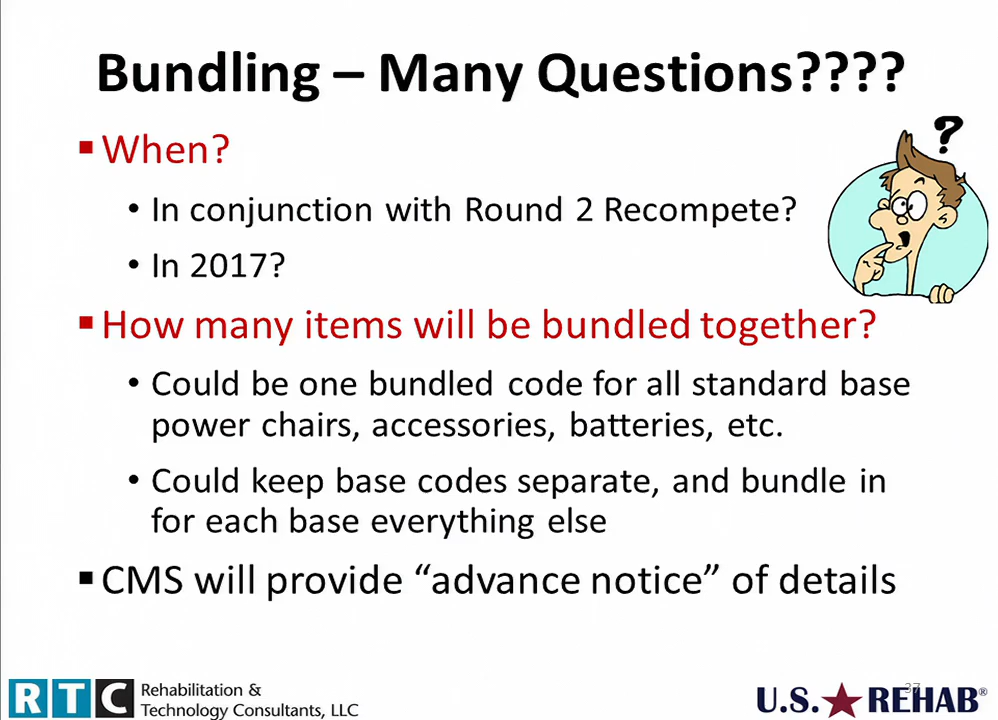 Bundling – Many Questions????
?
▪ When?
• In conjunction with Round 2 Recompete?
• In 2017?
▪ How many items will be bundled together?
• Could be one bundled code for all standard base
power chairs, accessories, batteries, etc.
• Could keep base codes separate, and bundle in
for each base everything else
▪ CMS will provide “advance notice” of details
RTC Rehabilitation &
Technology Consultants, LLC
37
U.S. REHAB®